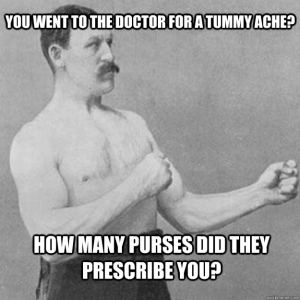 YOU WENT TO THE DOCTOR FOR A TUMMY ACHE?
HOW MANY PURSES DID THEY
PRESCRIBE YOU?